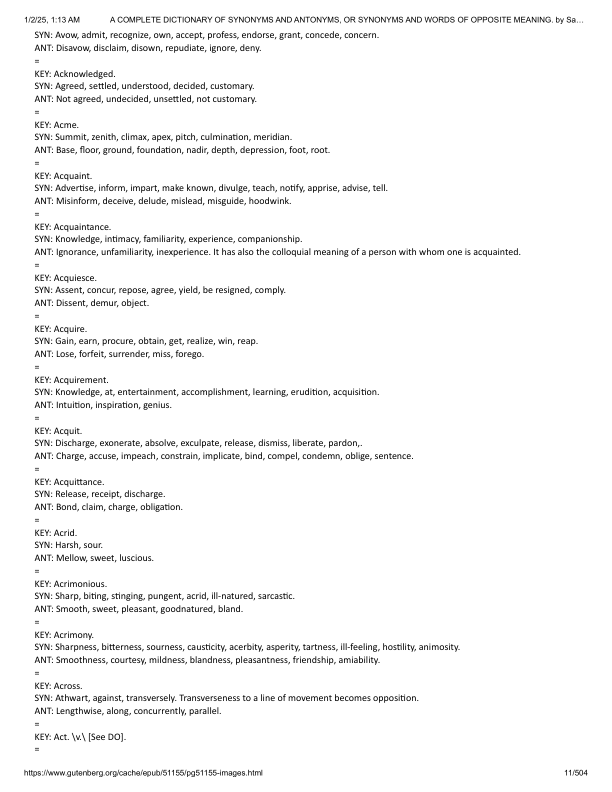 1/2/25, 1:13 AM A COMPLETE DICTIONARY OF SYNONYMS AND ANTONYMS, OR SYNONYMS AND WORDS OF OPPOSITE MEANING. by Sa…
SYN: Avow, admit, recognize, own, accept, profess, endorse, grant, concede, concern.
ANT: Disavow, disclaim, disown, repudiate, ignore, deny.
=
KEY: Acknowledged.
SYN: Agreed, settled, understood, decided, customary.
ANT: Not agreed, undecided, unsettled, not customary.
=
KEY: Acme.
SYN: Summit, zenith, climax, apex, pitch, culmination, meridian.
ANT: Base, floor, ground, foundation, nadir, depth, depression, foot, root.
=
KEY: Acquaint.
SYN: Advertise, inform, impart, make known, divulge, teach, notify, apprise, advise, tell.
ANT: Misinform, deceive, delude, mislead, misguide, hoodwink.
=
KEY: Acquaintance.
SYN: Knowledge, intimacy, familiarity, experience, companionship.
ANT: Ignorance, unfamiliarity, inexperience. It has also the colloquial meaning of a person with whom one is acquainted.
=
KEY: Acquiesce.
SYN: Assent, concur, repose, agree, yield, be resigned, comply.
ANT: Dissent, demur, object.
=
KEY: Acquire.
SYN: Gain, earn, procure, obtain, get, realize, win, reap.
ANT: Lose, forfeit, surrender, miss, forego.
=
KEY: Acquirement.
SYN: Knowledge, at, entertainment, accomplishment, learning, erudition, acquisition.
ANT: Intuition, inspiration, genius.
=
KEY: Acquit.
SYN: Discharge, exonerate, absolve, exculpate, release, dismiss, liberate, pardon,.
ANT: Charge, accuse, impeach, constrain, implicate, bind, compel, condemn, oblige, sentence.
=
KEY: Acquittance.
SYN: Release, receipt, discharge.
ANT: Bond, claim, charge, obligation.
=
KEY: Acrid.
SYN: Harsh, sour.
ANT: Mellow, sweet, luscious.
=
KEY: Acrimonious.
SYN: Sharp, biting, stinging, pungent, acrid, ill-natured, sarcastic.
ANT: Smooth, sweet, pleasant, goodnatured, bland.
=
KEY: Acrimony.
SYN: Sharpness, bitterness, sourness, causticity, acerbity, asperity, tartness, ill-feeling, hostility, animosity.
ANT: Smoothness, courtesy, mildness, blandness, pleasantness, friendship, amiability.
=
KEY: Across.
SYN: Athwart, against, transversely. Transverseness to a line of movement becomes opposition.
ANT: Lengthwise, along, concurrently, parallel.
=
KEY: Act. \v.\ [See DO].
=
https://www.gutenberg.org/cache/epub/51155/pg51155-images.html 11/504